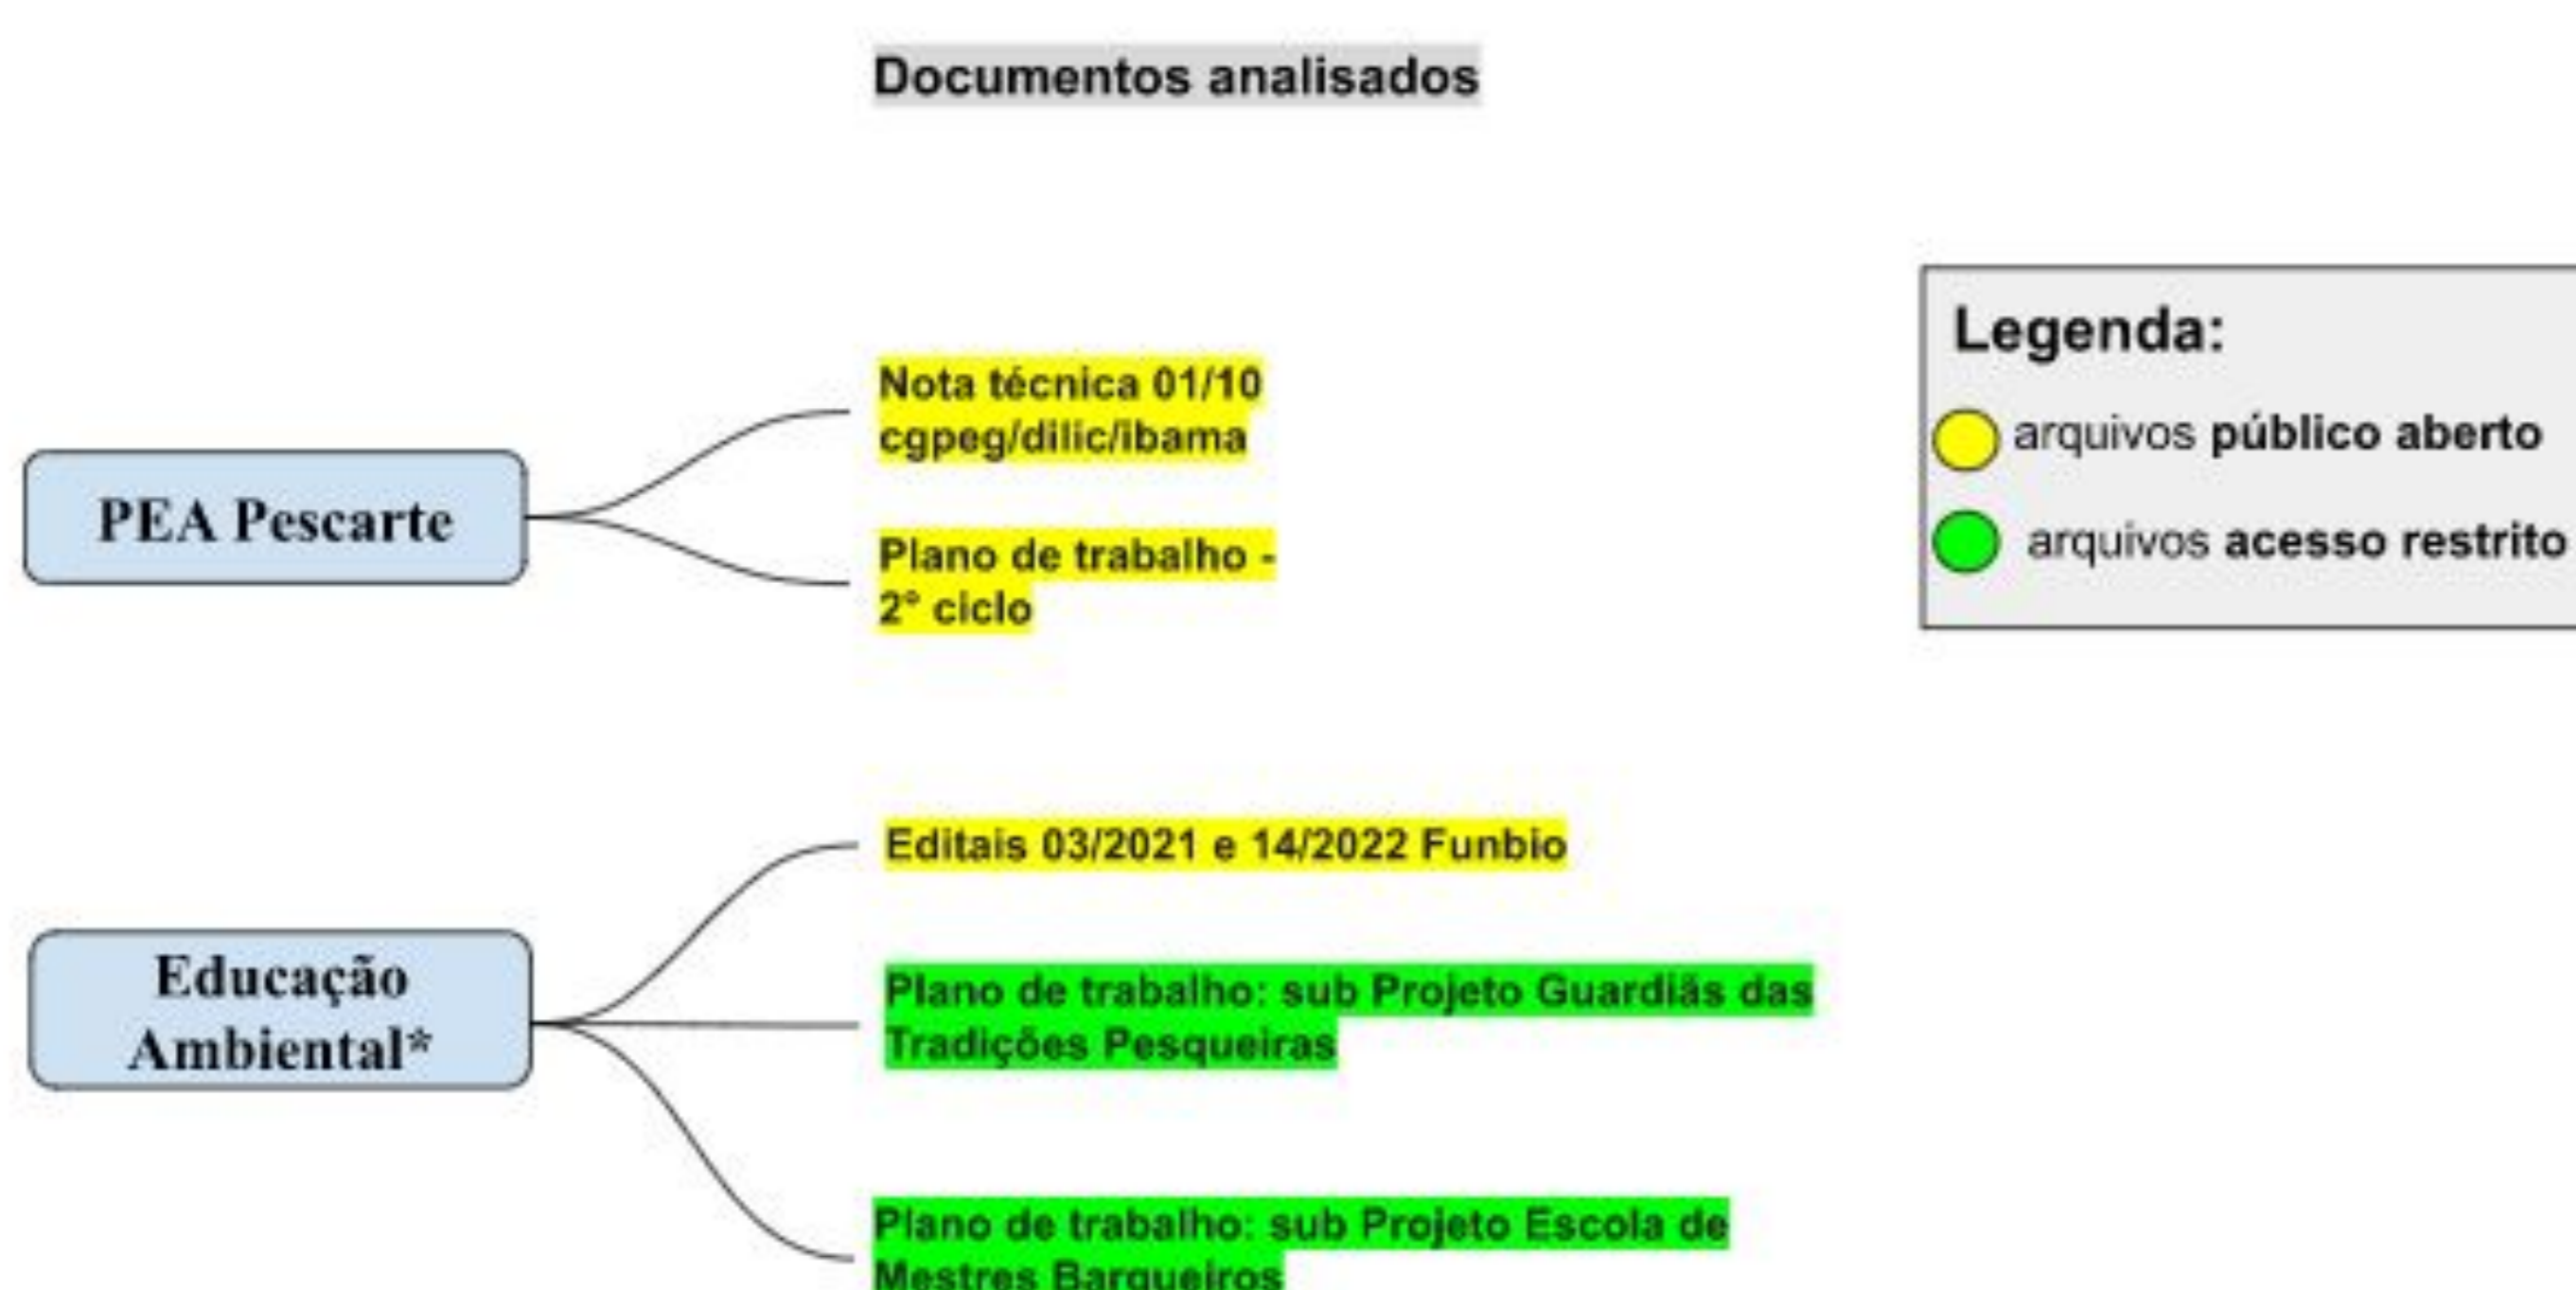 Documentos analisados
PEA Pescarte
Nota técnica 01/10
cgpeg/dilic/ibama
Plano de trabalho -
2° ciclo
Legenda:
arquivos público aberto
arquivos acesso restrito
Educação
Ambiental*
Editais 03/2021 e 14/2022 Funbio
Plano de trabalho: sub Projeto Guardiãs das
Tradições Pesqueiras
Plano de trabalho: sub Projeto Escola de
Mestres Barqueiros